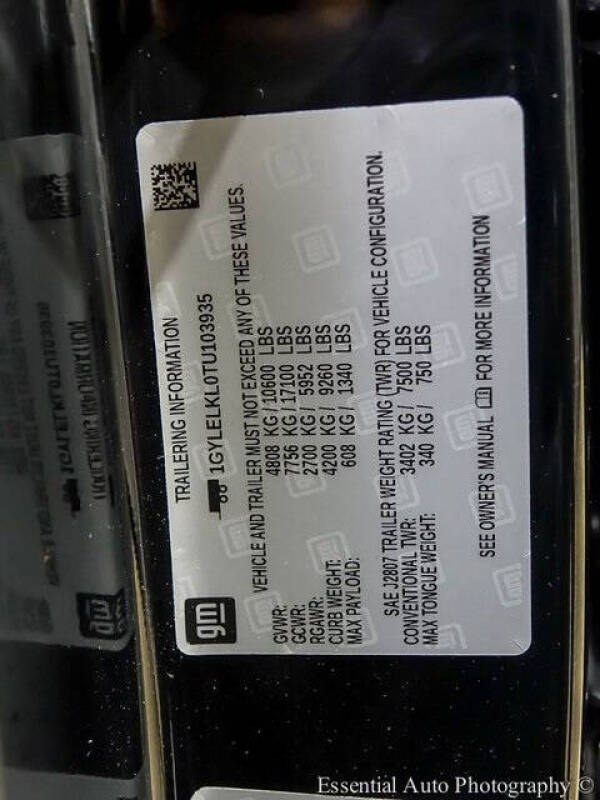 TRAILERING INFORMATION
1GYLELKL0TU103935
VEHICLE AND TRAILER MUST NOT EXCEED ANY OF THESE VALUES.
GVWR: 4808 KG / 10600 LBS
GCWR: 7756 KG / 17100 LBS
RGAWR: 2700 KG / 5952 LBS
CURB WEIGHT: 4200 KG / 9260 LBS
MAX PAYLOAD: 608 KG / 1340 LBS
SAE J2807 TRAILER WEIGHT RATING (TWR) FOR VEHICLE CONFIGURATION.
CONVENTIONAL TWR: 3402 KG / 7500 LBS
MAX TONGUE WEIGHT: 340 KG / 750 LBS
SEE OWNER'S MANUAL FOR MORE INFORMATION
gm
Essential Auto Photography ©